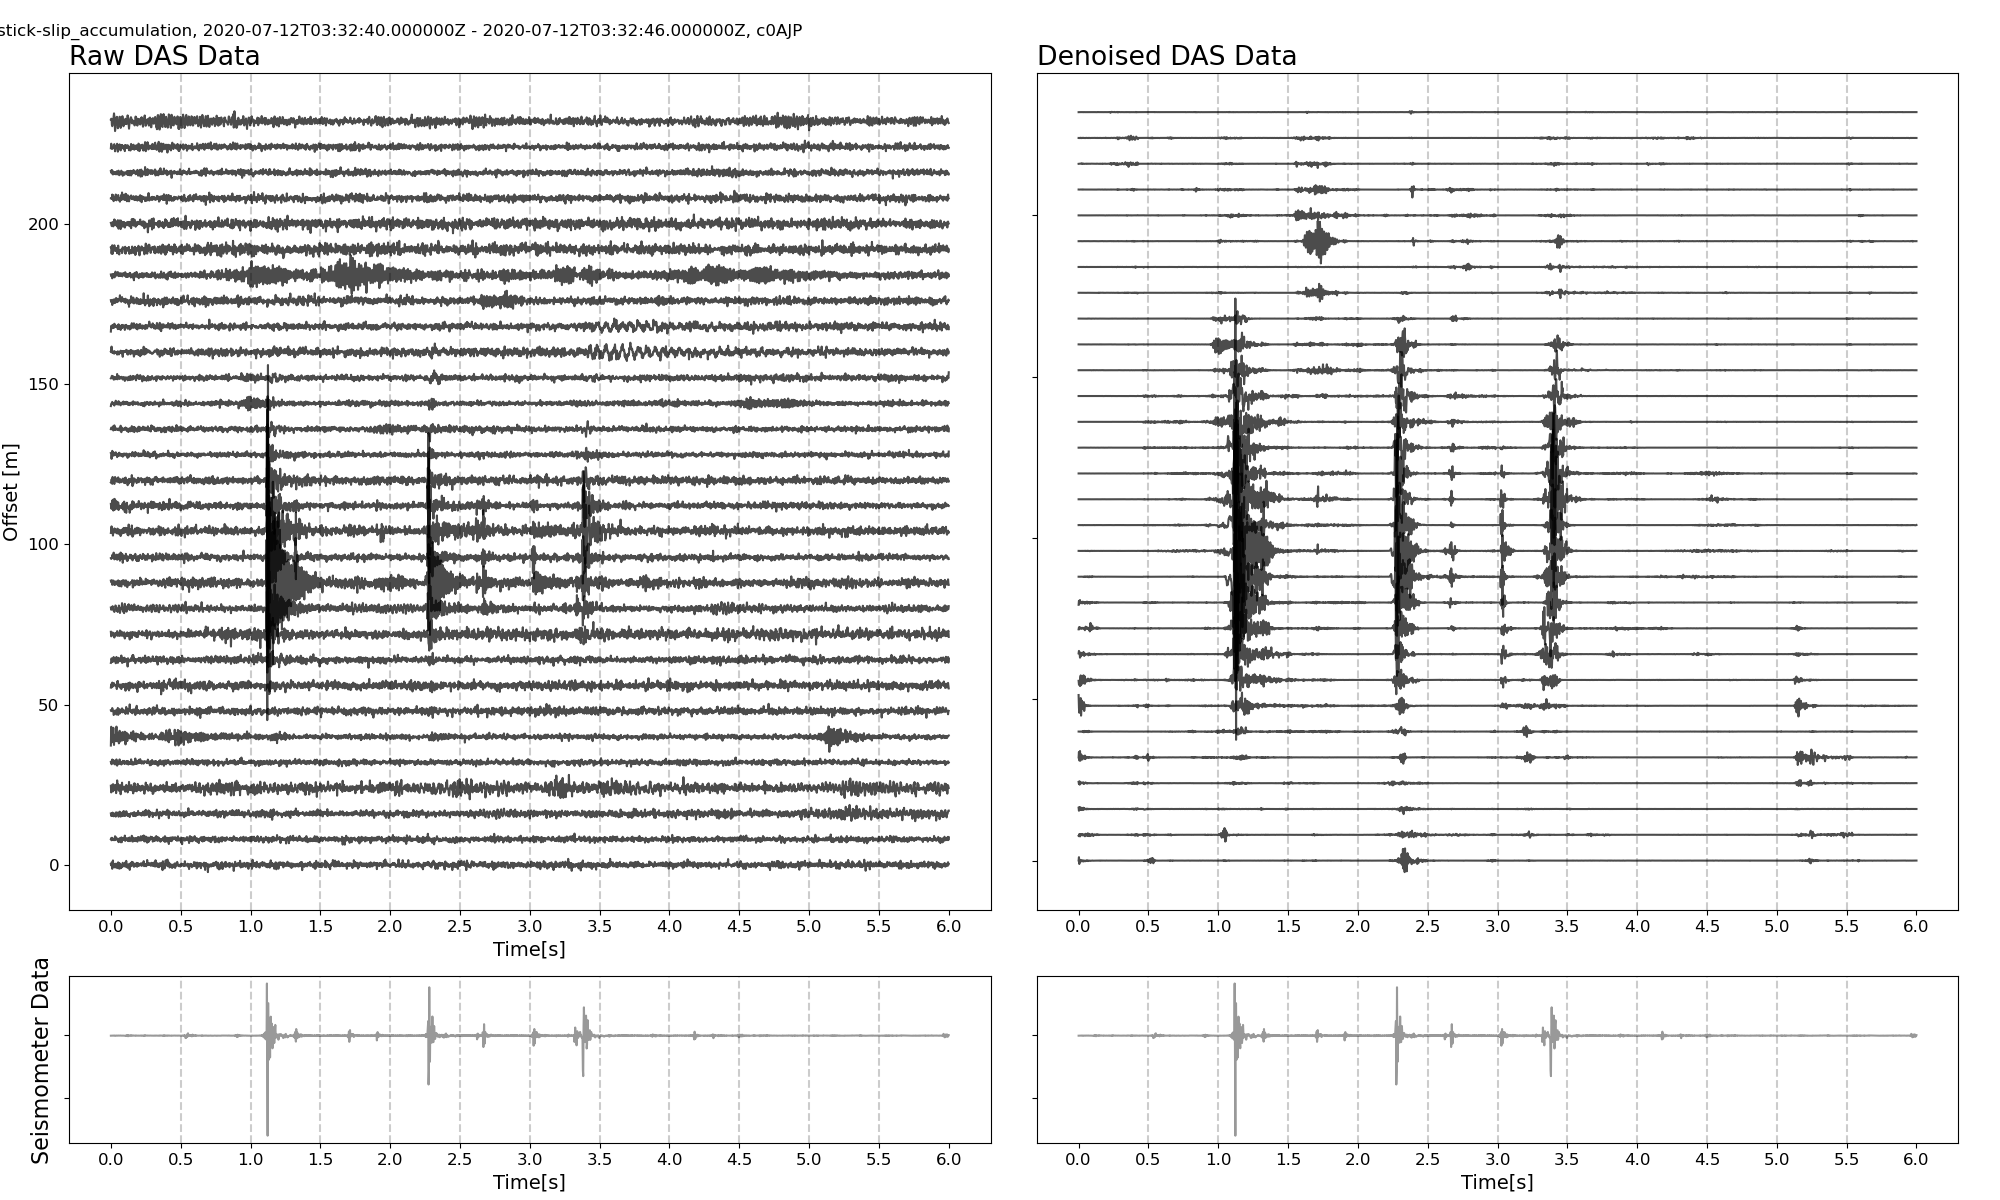 stick-slip_accumulation, 2020-07-12T03:32:40.000000Z - 2020-07-12T03:32:46.000000Z, c0AJP
Raw DAS Data
Denoised DAS Data
Offset [m]
200
150
100
50
0
0.0 0.5 1.0 1.5 2.0 2.5 3.0 3.5 4.0 4.5 5.0 5.5 6.0
Time[s]
0.0 0.5 1.0 1.5 2.0 2.5 3.0 3.5 4.0 4.5 5.0 5.5 6.0
Seismometer Data
0.0 0.5 1.0 1.5 2.0 2.5 3.0 3.5 4.0 4.5 5.0 5.5 6.0
Time[s]
0.0 0.5 1.0 1.5 2.0 2.5 3.0 3.5 4.0 4.5 5.0 5.5 6.0
Time[s]